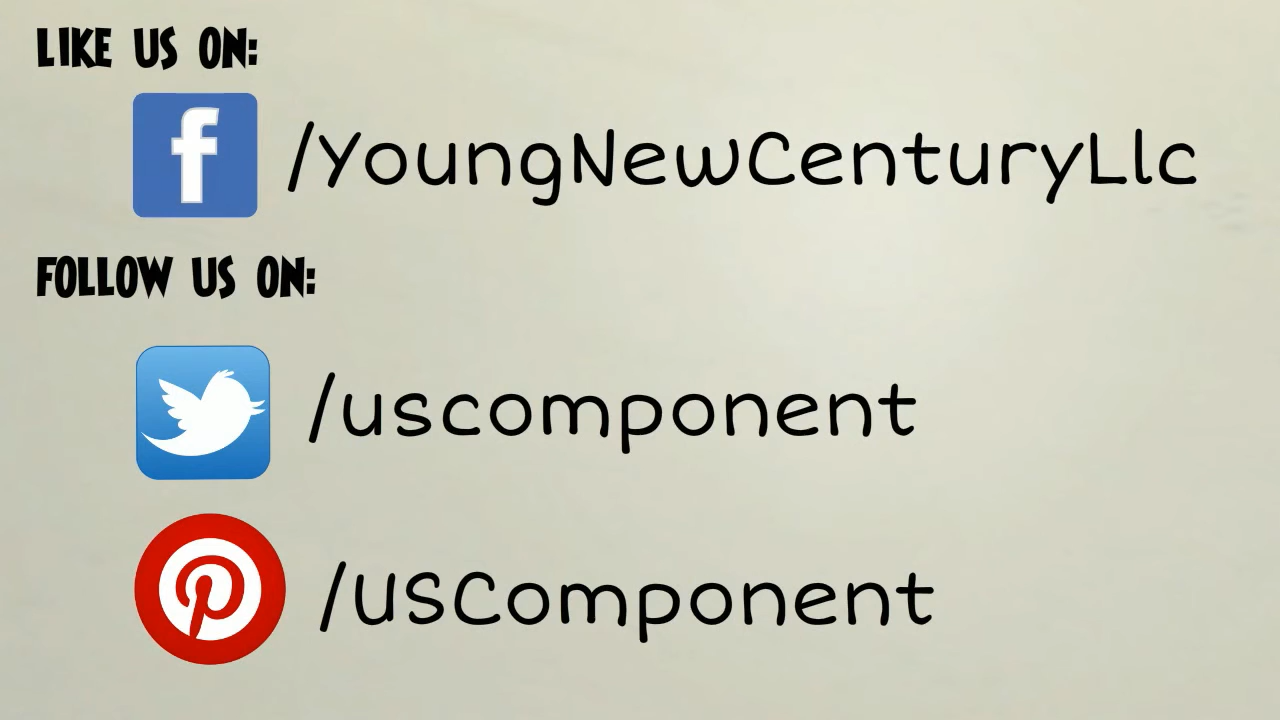 LIKE US ON:
f /YoungNewCenturyLlc
FOLLOW US ON:
/uscomponent
/USComponent